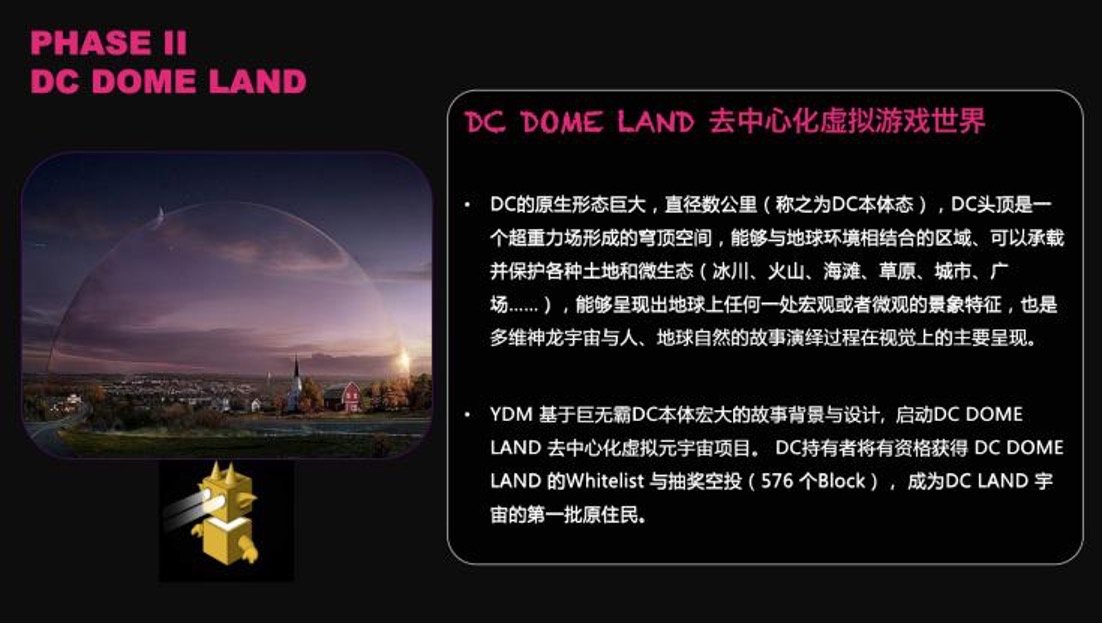 PHASE II
DC DOME LAND
DC DOME LAND 去中心化虚拟游戏世界
• DC的原生形态巨大，直径数公里（称之为DC本体态），DC头顶是一
个超重力场形成的穹顶空间，能够与地球环境相结合的区域、可以承载
并保护各种土地和微生态（冰川、火山、海滩、草原、城市、广
场......），能够呈现出地球上任何一处宏观或者微观的景象特征，也是
多维神龙宇宙与人、地球自然的故事演绎过程在视觉上的主要呈现。
• YDM 基于巨无霸DC本体宏大的故事背景与设计, 启动DC DOME
LAND 去中心化虚拟元宇宙项目。 DC持有者将有资格获得 DC DOME
LAND 的Whitelist 与抽奖空投（576 个Block）， 成为DC LAND 宇
宙的第一批原住民。